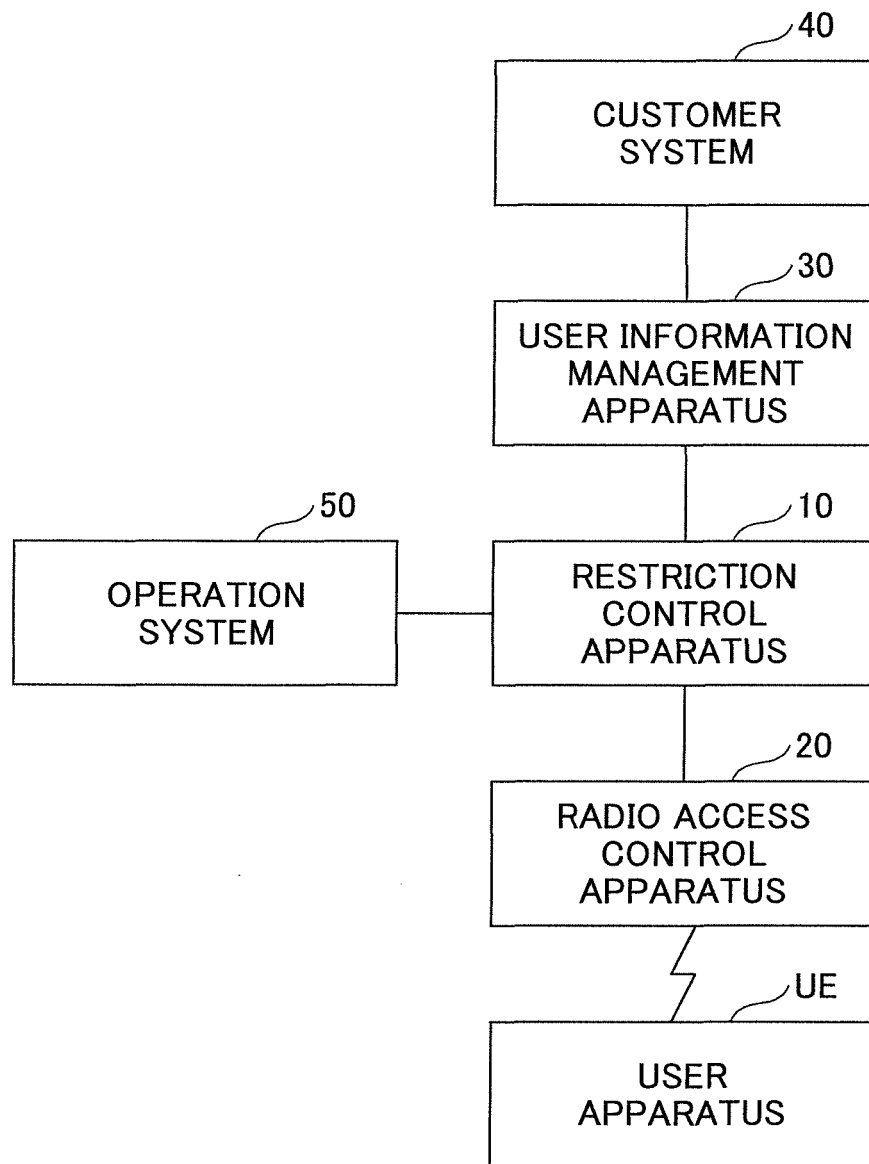 40
CUSTOMER
SYSTEM
30
USER INFORMATION
MANAGEMENT
APPARATUS
50
OPERATION
SYSTEM
10
RESTRICTION
CONTROL
APPARATUS
20
RADIO ACCESS
CONTROL
APPARATUS
UE
USER
APPARATUS